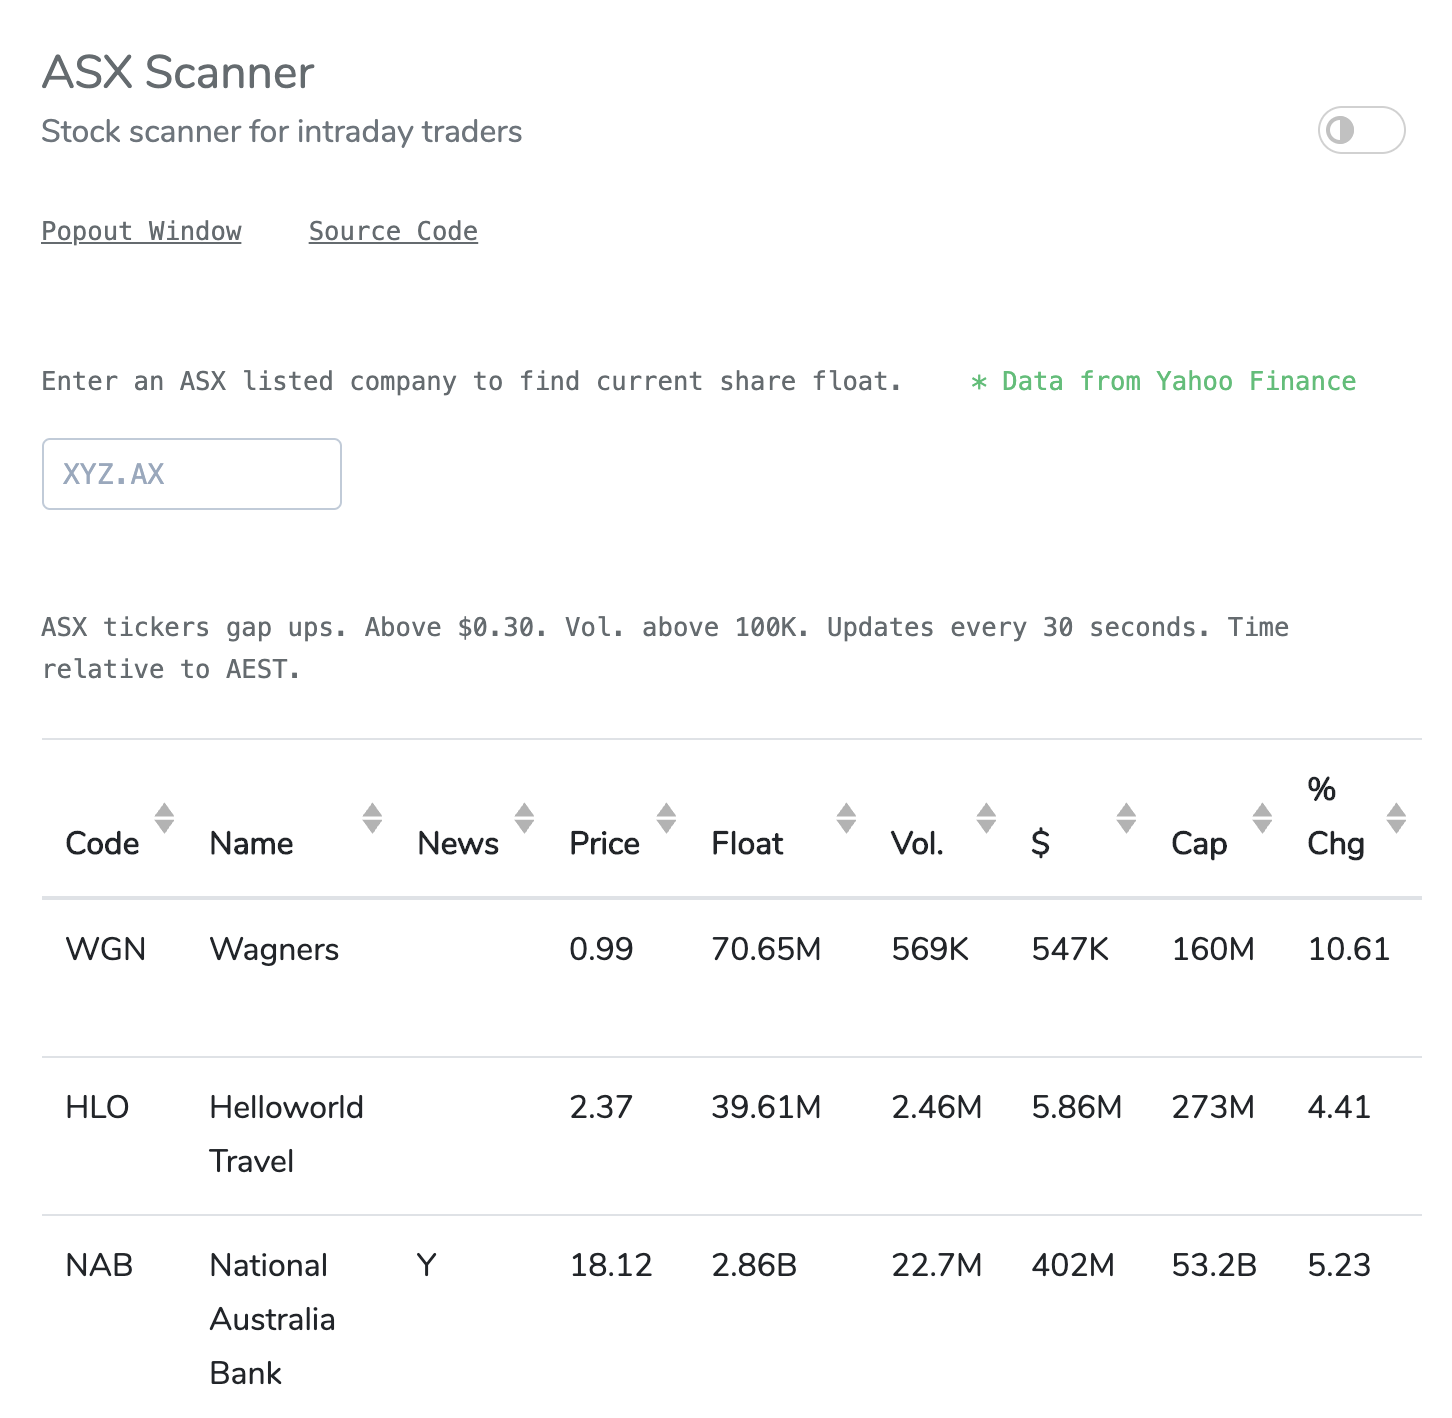 ASX Scanner
Stock scanner for intraday traders
Popout Window Source Code
Enter an ASX listed company to find current share float. * Data from Yahoo Finance
XYZ.AX
ASX tickers gap ups. Above $0.30. Vol. above 100K. Updates every 30 seconds. Time
relative to AEST.
Code Name News Price Float Vol. $ Cap % Chg
WGN Wagners 0.99 70.65M 569K 547K 160M 10.61
HLO Helloworld 2.37 39.61M 2.46M 5.86M 273M 4.41
Travel
NAB National Y 18.12 2.86B 22.7M 402M 53.2B 5.23
Australia
Bank